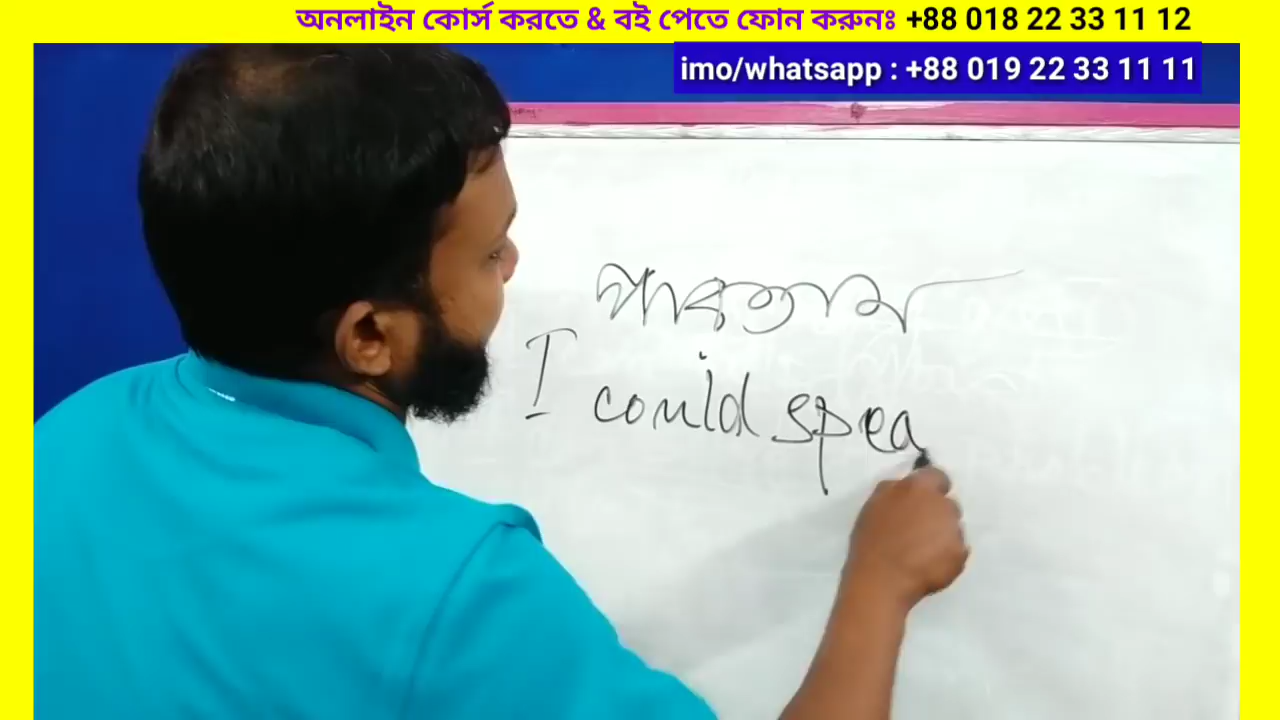 অনলাইন কোর্স করতে & বই পেতে ফোন করুনঃ +88 018 22 33 11 12
imo/whatsapp : +88 019 22 33 11 11
পারতাম
I could spea